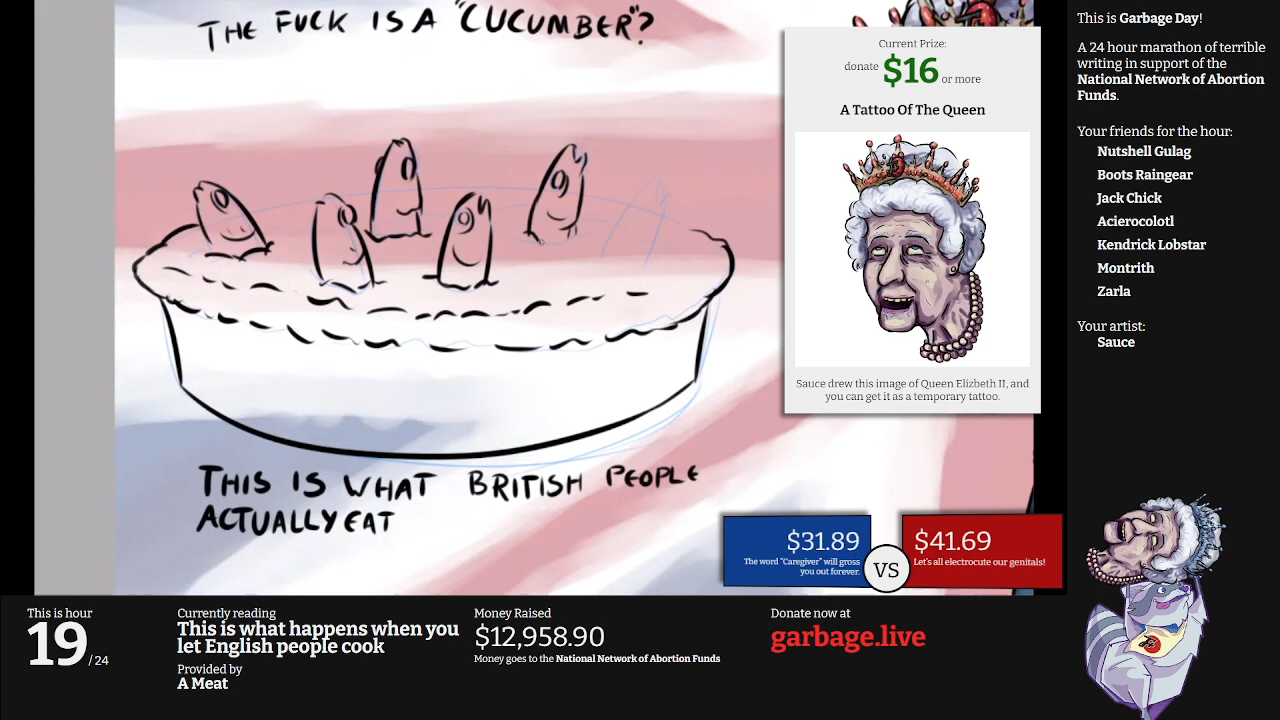 THE FUCK IS A "CUCUMBER"?
THIS IS WHAT BRITISH PEOPLE
ACTUALLY EAT
Current Prize:
donate $16 or more
A Tattoo Of The Queen
Sauce drew this image of Queen Elizbeth II, and
you can get it as a temporary tattoo.
$31.89
The word "Caregiver" will gross
you out forever.
VS
$41.69
Let's all electrocute our genitals!
This is Garbage Day!
A 24 hour marathon of terrible
writing in support of the
National Network of Abortion
Funds.
Your friends for the hour:
Nutshell Gulag
Boots Raingear
Jack Chick
Acierocolotl
Kendrick Lobstar
Montrith
Zarla
Your artist:
Sauce
This is hour
19/24
Currently reading
This is what happens when you
let English people cook
Provided by
A Meat
Money Raised
$12,958.90
Money goes to the National Network of Abortion Funds
Donate now at
garbage.live